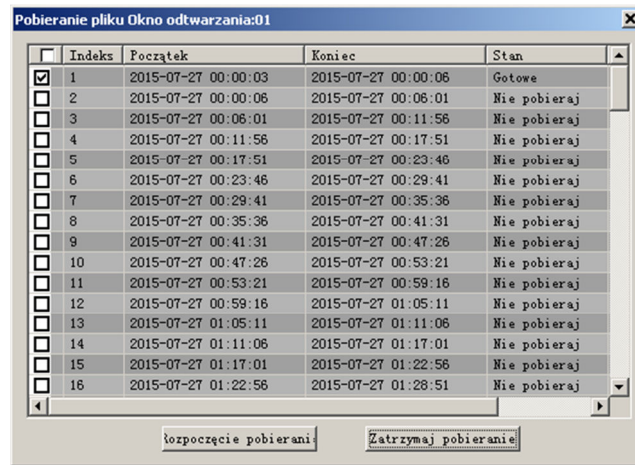 Pobieranie pliku Okno odtwarzania:01
Indeks Początek Koniec Stan
1 2015-07-27 00:00:03 2015-07-27 00:00:06 Gotowe
2 2015-07-27 00:00:06 2015-07-27 00:06:01 Nie pobieraj
3 2015-07-27 00:06:01 2015-07-27 00:11:56 Nie pobieraj
4 2015-07-27 00:11:56 2015-07-27 00:17:51 Nie pobieraj
5 2015-07-27 00:17:51 2015-07-27 00:23:46 Nie pobieraj
6 2015-07-27 00:23:46 2015-07-27 00:29:41 Nie pobieraj
7 2015-07-27 00:29:41 2015-07-27 00:35:36 Nie pobieraj
8 2015-07-27 00:35:36 2015-07-27 00:41:31 Nie pobieraj
9 2015-07-27 00:41:31 2015-07-27 00:47:26 Nie pobieraj
10 2015-07-27 00:47:26 2015-07-27 00:53:21 Nie pobieraj
11 2015-07-27 00:53:21 2015-07-27 00:59:16 Nie pobieraj
12 2015-07-27 00:59:16 2015-07-27 01:05:11 Nie pobieraj
13 2015-07-27 01:05:11 2015-07-27 01:11:06 Nie pobieraj
14 2015-07-27 01:11:06 2015-07-27 01:17:01 Nie pobieraj
15 2015-07-27 01:17:01 2015-07-27 01:22:56 Nie pobieraj
16 2015-07-27 01:22:56 2015-07-27 01:28:51 Nie pobieraj
ozpoczęcie pobierani Zatrzymaj pobieranie